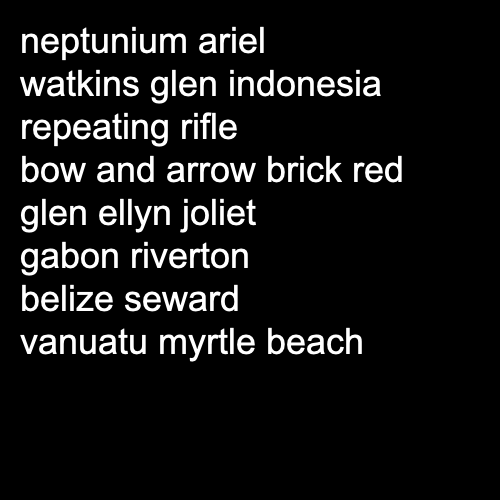 neptunium ariel
watkins glen indonesia
repeating rifle
bow and arrow brick red
glen ellyn joliet
gabon riverton
belize seward
vanuatu myrtle beach